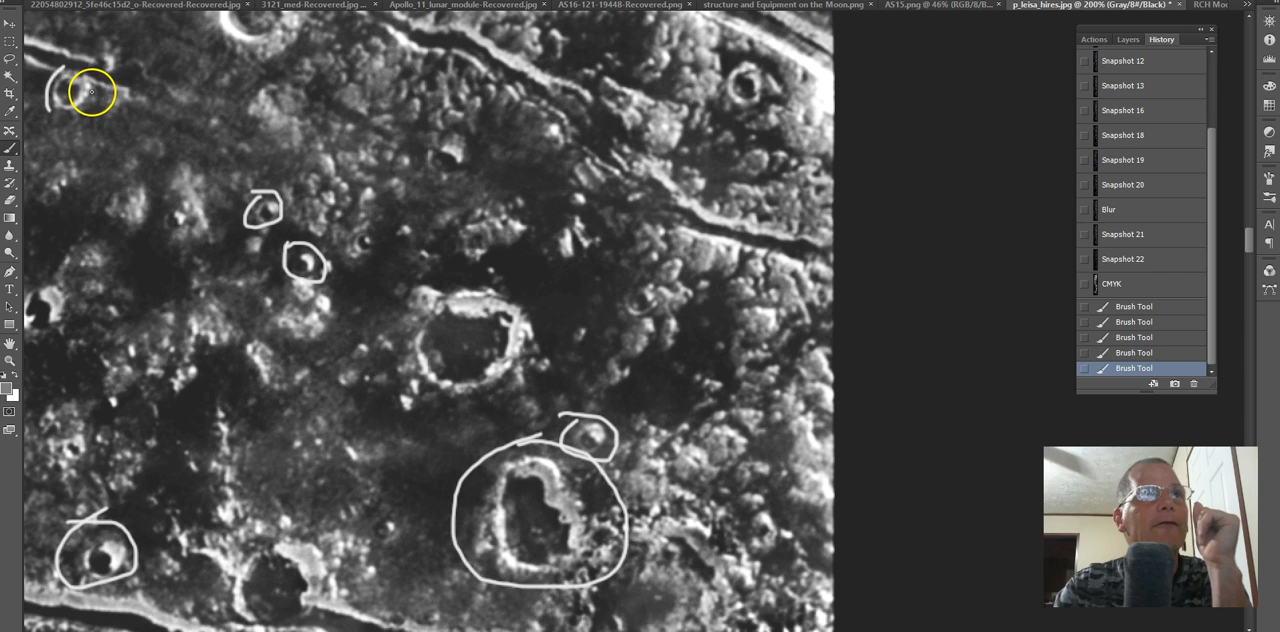 22054802912_5fe46c15d2_o-Recovered-Recovered.jpg × 3121_med-Recovered.jpg ... × Apollo_11_lunar_module-Recovered.jpg × AS16-121-19448-Recovered.png × structure and Equipment on the Moon.png × AS15.png @ 46% (RGB/8/B... × p_leisa_hires.jpg @ 200% (Gray/8#/Black) * × RCH Mo
Actions Layers History
Snapshot 12
Snapshot 13
Snapshot 16
Snapshot 18
Snapshot 19
Snapshot 20
Blur
Snapshot 21
Snapshot 22
CMYK
Brush Tool
Brush Tool
Brush Tool
Brush Tool
Brush Tool